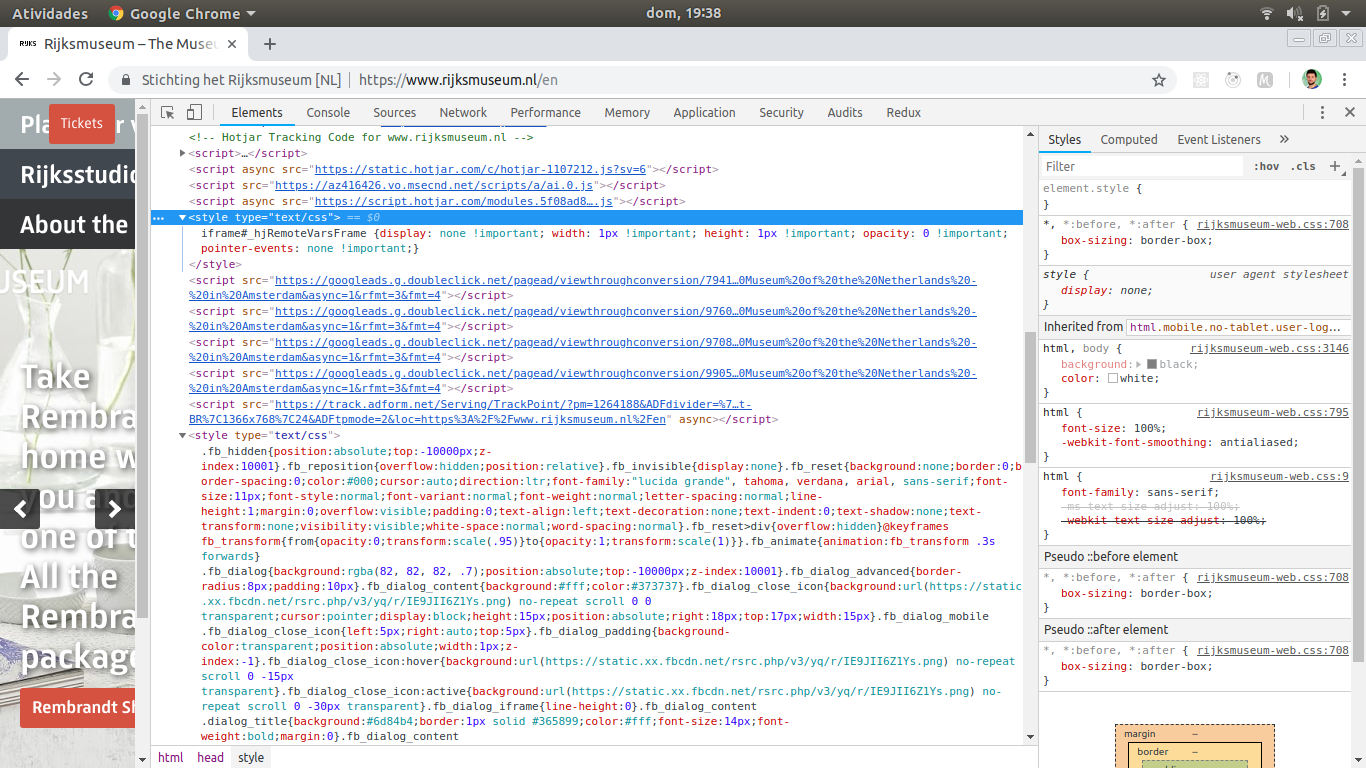 Atividades Google Chrome dom, 19:38
RIJKS Rijksmuseum – The Muse
Stichting het Rijksmuseum [NL] https://www.rijksmuseum.nl/en
Tickets
Rijksstudio
About the
Take
home w
one of
All the
package
Rembrandt Sh
Elements Console Sources Network Performance Memory Application Security Audits Redux
<!-- Hotjar Tracking Code for www.rijksmuseum.nl -->
<script>…</script>
<script async src="https://static.hotjar.com/c/hotjar-1107212.js?sv=6"></script>
<script src="https://az416426.vo.msecnd.net/scripts/a/ai.0.js"></script>
<script async src="https://script.hotjar.com/modules.5f08ad8….js"></script>
… <style type="text/css"> == $0
iframe#_hjRemoteVarsFrame {display: none !important; width: 1px !important; height: 1px !important; opacity: 0 !important;
pointer-events: none !important;}
</style>
<script src="https://googleads.g.doubleclick.net/pagead/viewthroughconversion/7941…0Museum%20of%20the%20Netherlands%20-
%20in%20Amsterdam&async=1&rfmt=3&fmt=4"></script>
<script src="https://googleads.g.doubleclick.net/pagead/viewthroughconversion/9760…0Museum%20of%20the%20Netherlands%20-
%20in%20Amsterdam&async=1&rfmt=3&fmt=4"></script>
<script src="https://googleads.g.doubleclick.net/pagead/viewthroughconversion/9708…0Museum%20of%20the%20Netherlands%20-
%20in%20Amsterdam&async=1&rfmt=3&fmt=4"></script>
<script src="https://googleads.g.doubleclick.net/pagead/viewthroughconversion/9905…0Museum%20of%20the%20Netherlands%20-
%20in%20Amsterdam&async=1&rfmt=3&fmt=4"></script>
<script src="https://track.adform.net/Serving/TrackPoint/?pm=1264188&ADFdivider=%7…t-
BR%7C1366x768%7C24&ADFtpmode=2&loc=https%3A%2F%2Fwww.rijksmuseum.nl%2Fen" async></script>
<style type="text/css">
.fb_hidden{position:absolute;top:-10000px;z-
index:10001}.fb_reposition{overflow:hidden;position:relative}.fb_invisible{display:none}.fb_reset{background:none;border:0;b
order-spacing:0;color:#000;cursor:auto;direction:ltr;font-family:"lucida grande", tahoma, verdana, arial, sans-serif;font-
size:11px;font-style:normal;font-variant:normal;font-weight:normal;letter-spacing:normal;line-
height:1;margin:0;overflow:visible;padding:0;text-align:left;text-decoration:none;text-indent:0;text-shadow:none;text-
transform:none;visibility:visible;white-space:normal;word-spacing:normal}.fb_reset>div{overflow:hidden}@keyframes
fb_transform{from{opacity:0;transform:scale(.95)}to{opacity:1;transform:scale(1)}}.fb_animate{animation:fb_transform .3s
forwards}
.fb_dialog{background:rgba(82, 82, 82, .7);position:absolute;top:-10000px;z-index:10001}.fb_dialog_advanced{border-
radius:8px;padding:10px}.fb_dialog_content{background:#fff;color:#373737}.fb_dialog_close_icon{background:url(https://static
.xx.fbcdn.net/rsrc.php/v3/yq/r/IE9JII6Z1Ys.png) no-repeat scroll 0 0
transparent;cursor:pointer;display:block;height:15px;position:absolute;right:18px;top:17px;width:15px}.fb_dialog_mobile
.fb_dialog_close_icon{left:5px;right:auto;top:5px}.fb_dialog_padding{background-
color:transparent;position:absolute;width:1px;z-
index:-1}.fb_dialog_close_icon:hover{background:url(https://static.xx.fbcdn.net/rsrc.php/v3/yq/r/IE9JII6Z1Ys.png) no-repeat
scroll 0 -15px
transparent}.fb_dialog_close_icon:active{background:url(https://static.xx.fbcdn.net/rsrc.php/v3/yq/r/IE9JII6Z1Ys.png) no-
repeat scroll 0 -30px transparent}.fb_dialog_iframe{line-height:0}.fb_dialog_content
.dialog_title{background:#6d84b4;border:1px solid #365899;color:#fff;font-size:14px;font-
weight:bold;margin:0}.fb_dialog_content
html head style
Styles Computed Event Listeners »
Filter :hov .cls +
element.style {
}
*, *:before, *:after { rijksmuseum-web.css:708
box-sizing: border-box;
}
style { user agent stylesheet
display: none;
}
Inherited from html.mobile.no-tablet.user-log…
html, body { rijksmuseum-web.css:3146
background: black;
color: white;
}
html { rijksmuseum-web.css:795
font-size: 100%;
-webkit-font-smoothing: antialiased;
}
html { rijksmuseum-web.css:9
font-family: sans-serif;
-ms-text-size-adjust: 100%;
-webkit-text-size-adjust: 100%;
}
Pseudo ::before element
*, *:before, *:after { rijksmuseum-web.css:708
box-sizing: border-box;
}
Pseudo ::after element
*, *:before, *:after { rijksmuseum-web.css:708
box-sizing: border-box;
}
margin –
border –